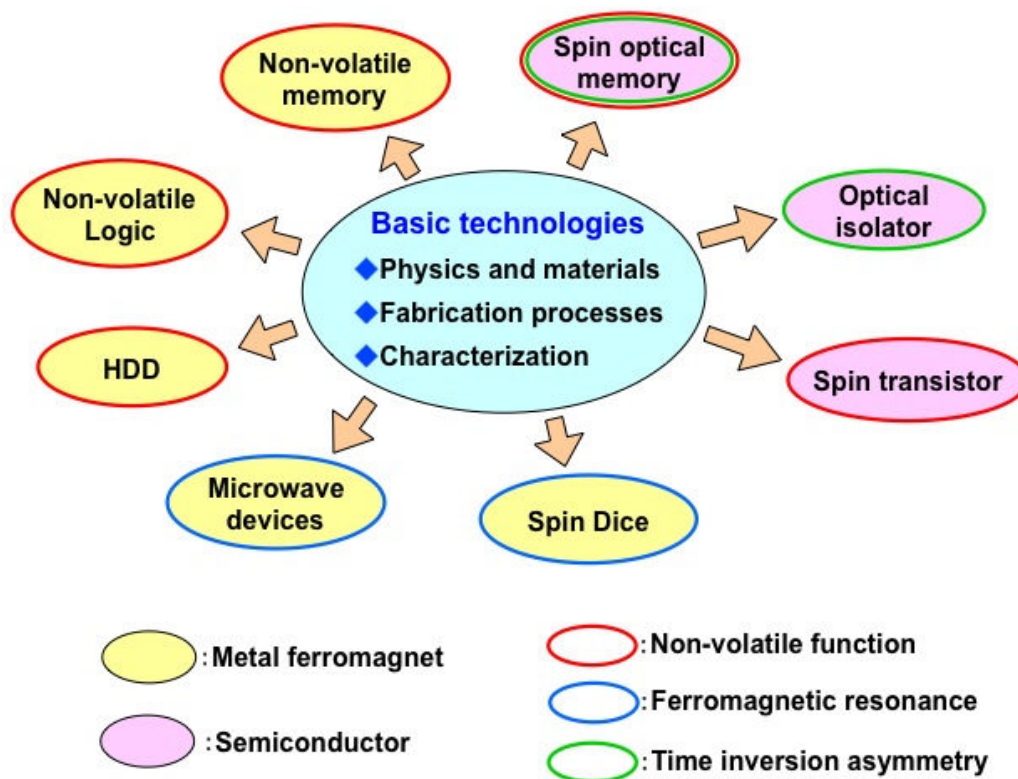 Non-volatile
memory
Spin optical
memory
Non-volatile
Logic
Optical
isolator
Basic technologies
◆Physics and materials
◆Fabrication processes
◆Characterization
HDD
Spin transistor
Microwave
devices
Spin Dice
:Metal ferromagnet
:Semiconductor
:Non-volatile function
:Ferromagnetic resonance
:Time inversion asymmetry